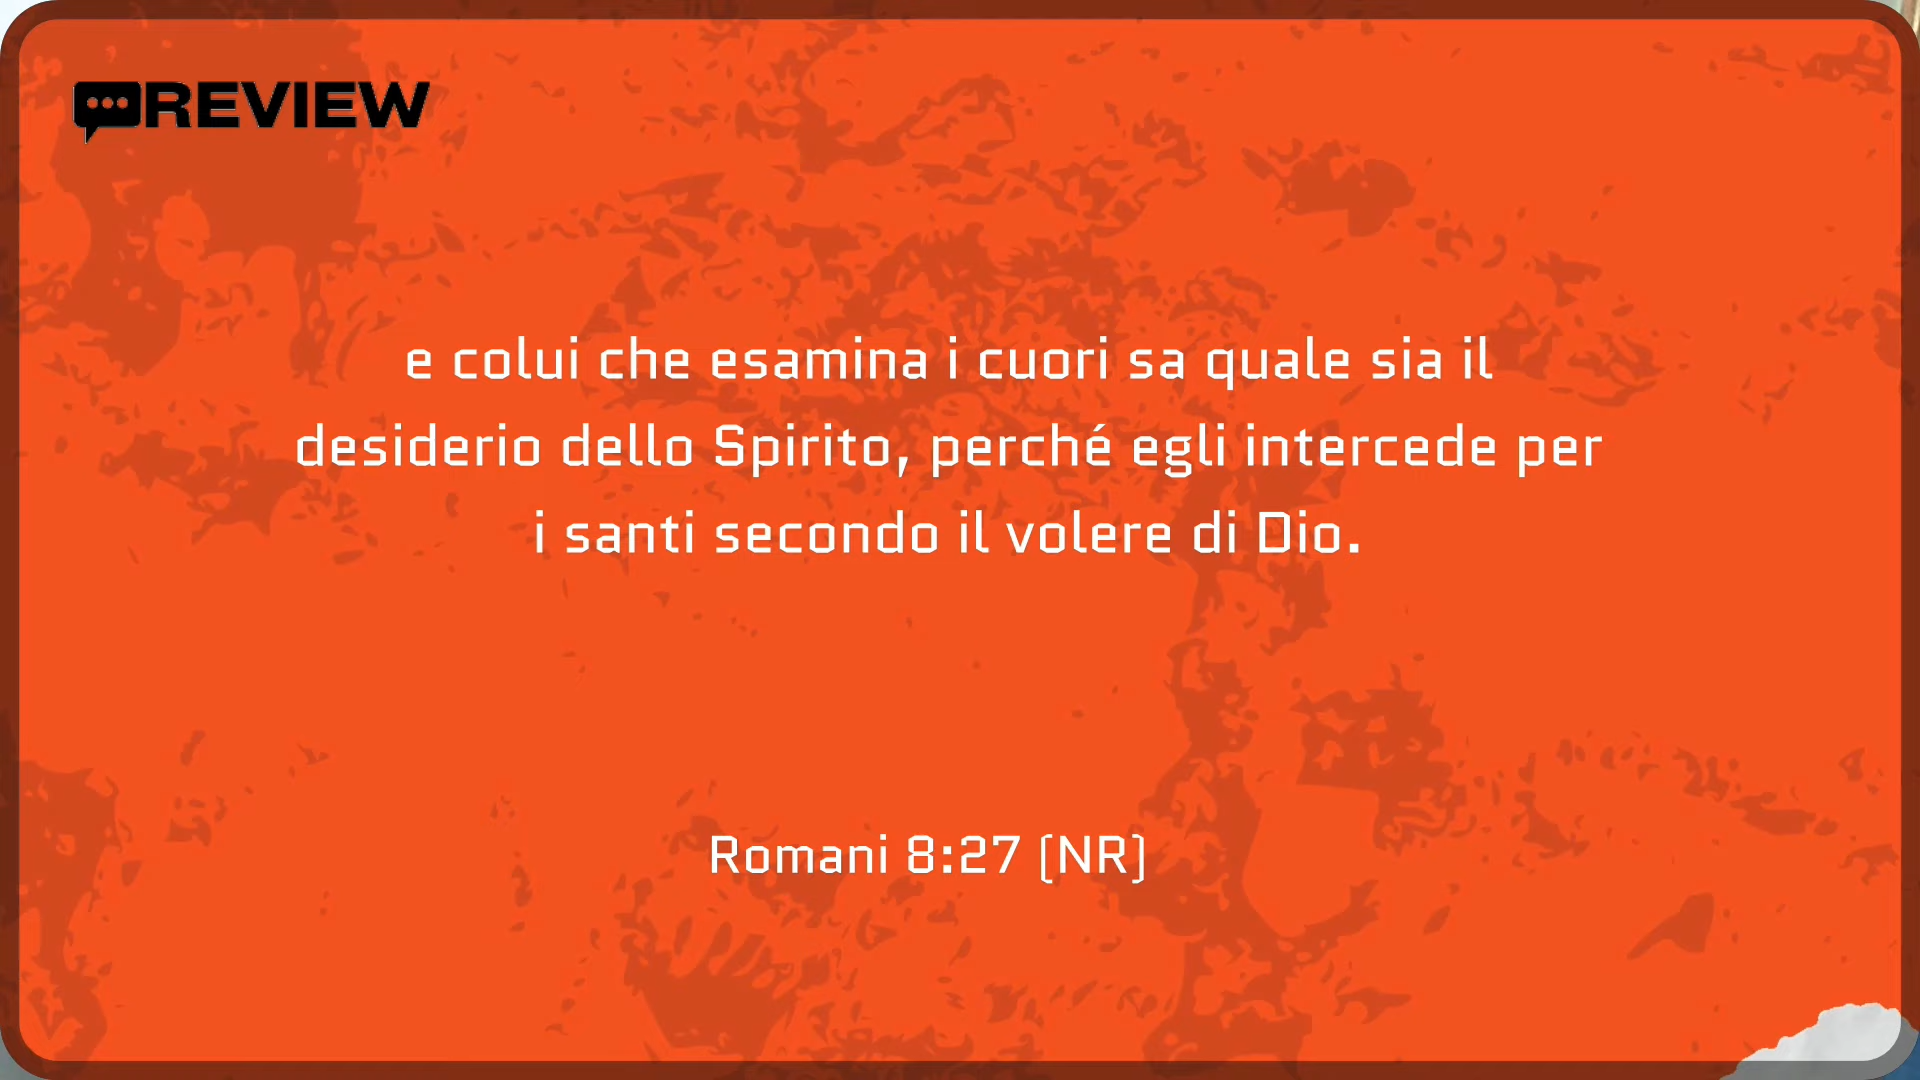 REVIEW
e colui che esamina i cuori sa quale sia il
desiderio dello Spirito, perché egli intercede per
i santi secondo il volere di Dio.
Romani 8:27 (NR)